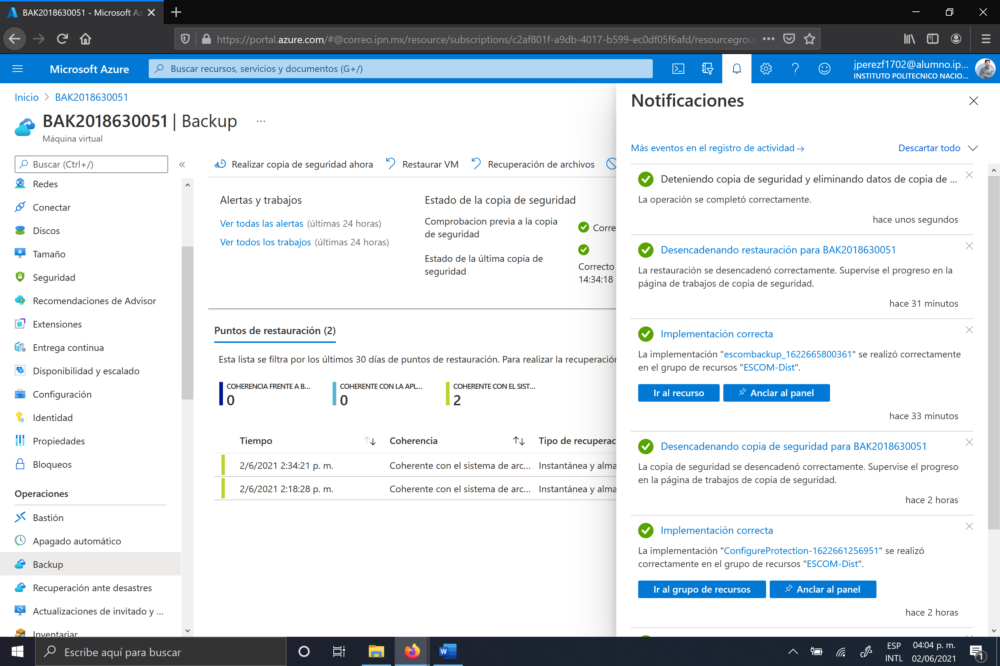 BAK2018630051 - Microsoft Az
https://portal.azure.com/#@correo.ipn.mx/resource/subscriptions/c2af801f-a9db-4017-b599-ec0df05f6afd/resourcegroup
Microsoft Azure
Buscar recursos, servicios y documentos (G+/)
jperezf1702@alumno.ip...
INSTITUTO POLITECNICO NACIO...
Inicio > BAK2018630051
BAK2018630051 | Backup ...
Máquina virtual
Buscar (Ctrl+/)
«
Redes
Conectar
Discos
Tamaño
Seguridad
Recomendaciones de Advisor
Extensiones
Entrega continua
Disponibilidad y escalado
Configuración
Identidad
Propiedades
Bloqueos
Operaciones
Bastión
Apagado automático
Backup
Recuperación ante desastres
Actualizaciones de invitado y ...
Inventariar
Realizar copia de seguridad ahora
Restaurar VM
Recuperación de archivos
Alertas y trabajos
Ver todas las alertas (últimas 24 horas)
Ver todos los trabajos (últimas 24 horas)
Estado de la copia de seguridad
Comprobacion previa a la copia
de seguridad
Corre
Estado de la última copia de
seguridad
Correcto
14:34:18
Puntos de restauración (2)
Esta lista se filtra por los últimos 30 días de puntos de restauración. Para realizar la recuperación
COHERENCIA FRENTE A B...
0
COHERENTE CON LA APL...
0
COHERENTE CON EL SIST...
2
Tiempo Coherencia Tipo de recuperac
2/6/2021 2:34:21 p. m. Coherente con el sistema de arc... Instantánea y alma
2/6/2021 2:18:28 p. m. Coherente con el sistema de arc... Instantánea y alma
Notificaciones
Más eventos en el registro de actividad →
Descartar todo
Deteniendo copia de seguridad y eliminando datos de copia de ...
La operación se completó correctamente.
hace unos segundos
Desencadenando restauración para BAK2018630051
La restauración se desencadenó correctamente. Supervise el progreso en la
página de trabajos de copia de seguridad.
hace 31 minutos
Implementación correcta
La implementación "escombackup_1622665800361" se realizó correctamente
en el grupo de recursos "ESCOM-Dist".
Ir al recurso
Anclar al panel
hace 33 minutos
Desencadenando copia de seguridad para BAK2018630051
La copia de seguridad se desencadenó correctamente. Supervise el progreso
en la página de trabajos de copia de seguridad.
hace 2 horas
Implementación correcta
La implementación "ConfigureProtection-1622661256951" se realizó
correctamente en el grupo de recursos "ESCOM-Dist".
Ir al grupo de recursos
Anclar al panel
hace 2 horas
Escribe aquí para buscar
W
ESP
INTL
04:04 p. m.
02/06/2021
1